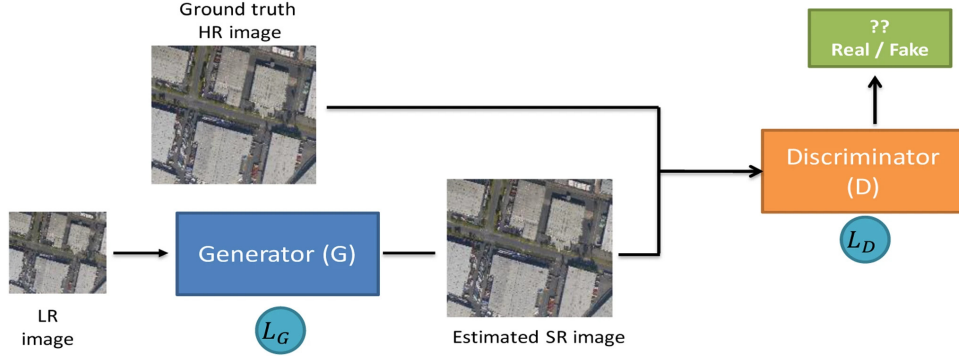 Ground truth
HR image
??
Real / Fake
Discriminator
(D)
Generator (G)
L_D
LR
image
L_G
Estimated SR image